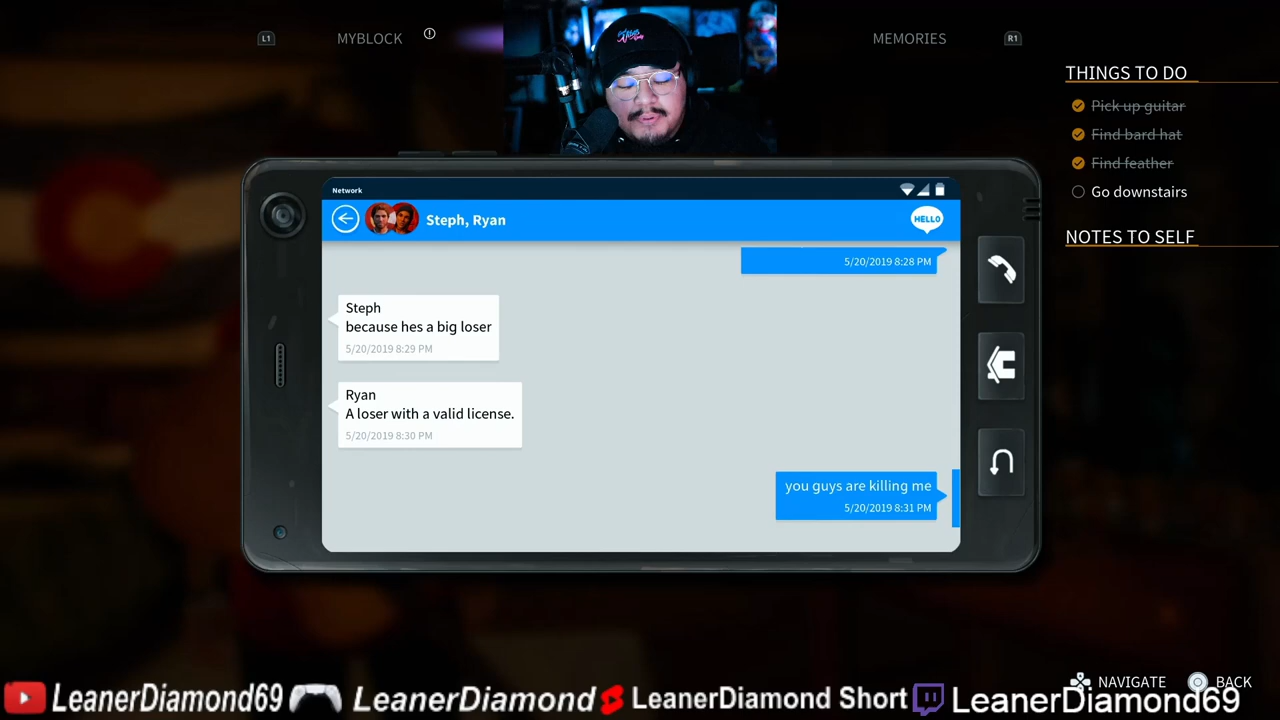 L1
MYBLOCK
MEMORIES
R1
THINGS TO DO
Pick up guitar
Find bard hat
Find feather
Go downstairs
NOTES TO SELF
Network
Steph, Ryan
HELLO
5/20/2019 8:28 PM
Steph
because hes a big loser
5/20/2019 8:29 PM
Ryan
A loser with a valid license.
5/20/2019 8:30 PM
you guys are killing me
5/20/2019 8:31 PM
NAVIGATE
BACK
LeanerDiamond69 LeanerDiamond LeanerDiamond Short LeanerDiamond69